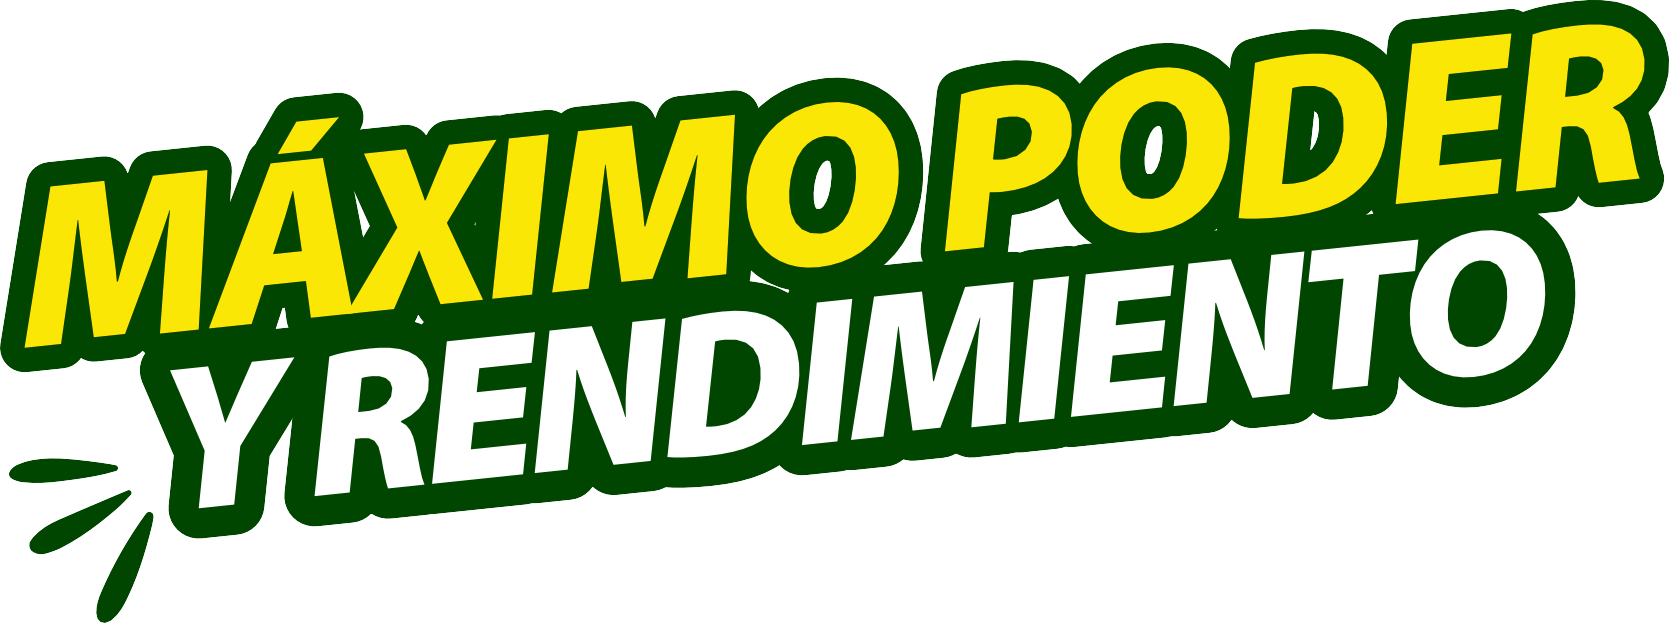 MÁXIMO PODER
Y RENDIMIENTO